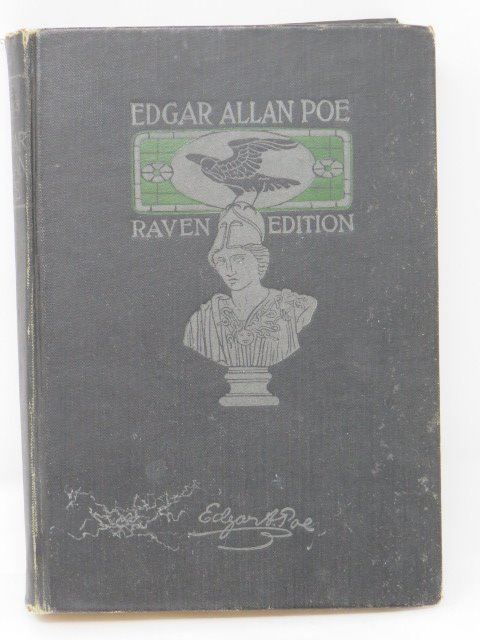 EDGAR ALLAN POE
RAVEN EDITION
Edgar A. Poe